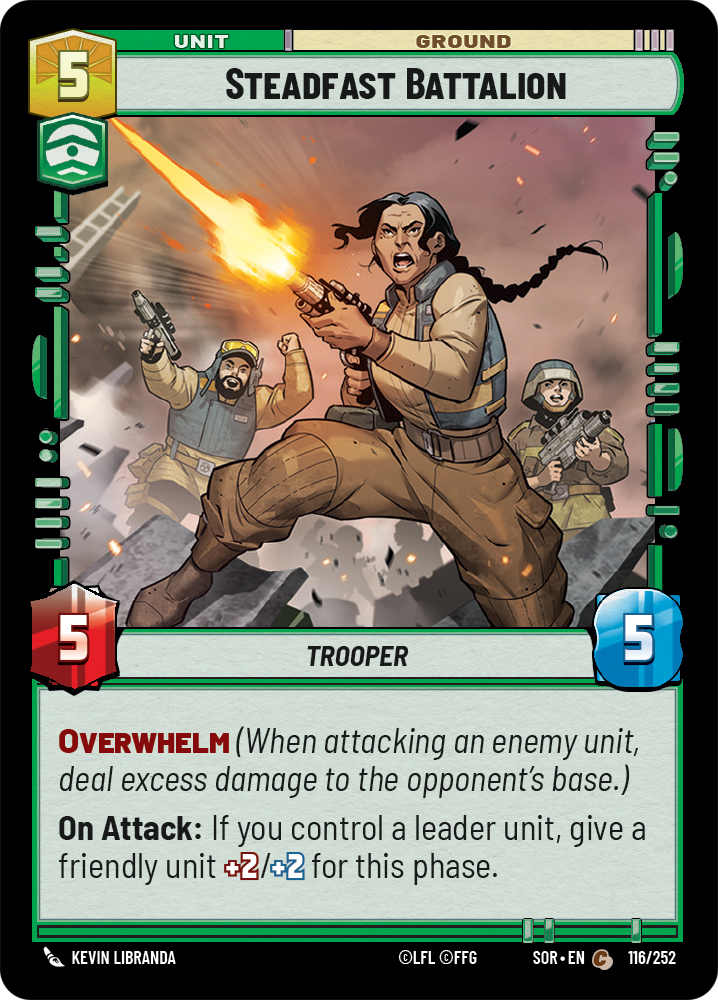 UNIT
GROUND
5
STEADFAST BATTALION
5
5
TROOPER
OVERWHELM (When attacking an enemy unit,
deal excess damage to the opponent's base.)
On Attack: If you control a leader unit, give a
friendly unit +2/+2 for this phase.
KEVIN LIBRANDA
©LFL ©FFG
SOR • EN
C
116/252